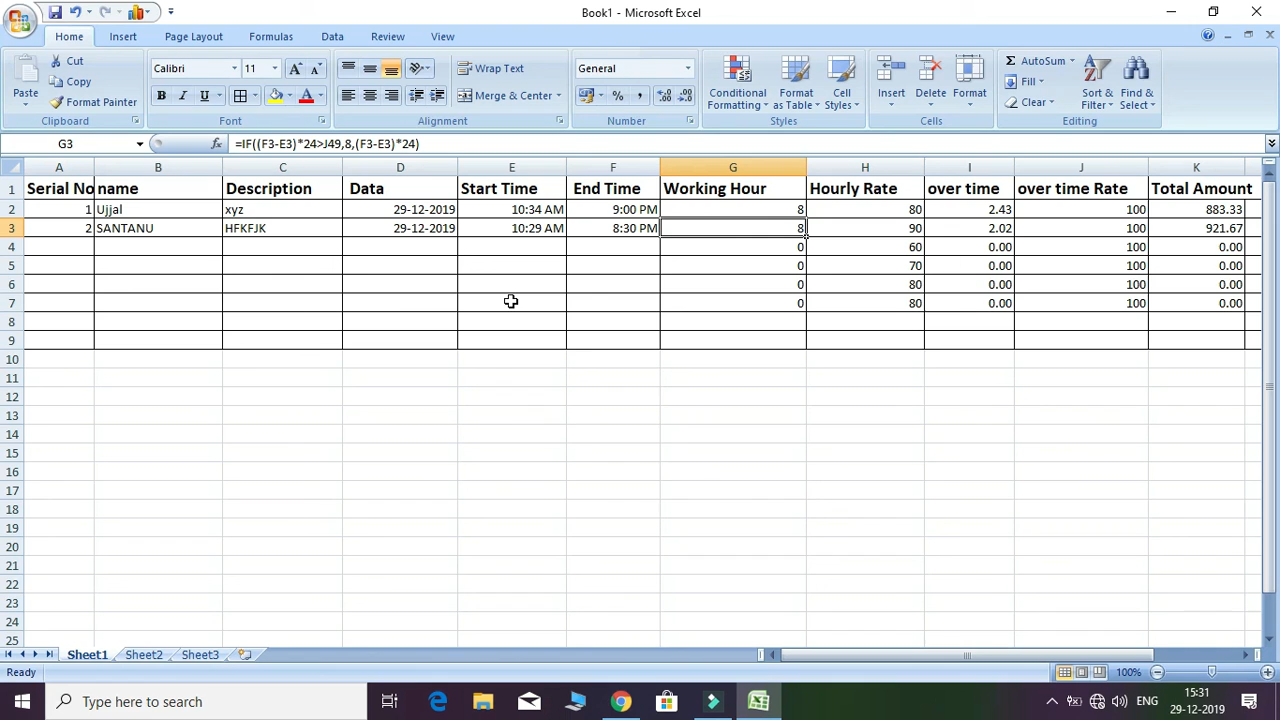 Book1 - Microsoft Excel
Home Insert Page Layout Formulas Data Review View
Paste Cut Copy Format Painter Clipboard
Calibri 11 B I U A Font
Wrap Text Merge & Center Alignment
General % , Number
Conditional Formatting Format as Table Cell Styles Styles
Insert Delete Format Cells
Σ AutoSum Fill Clear Sort & Filter Find & Select Editing
G3 fx =IF((F3-E3)*24>J49,8,(F3-E3)*24)
A B C D E F G H I J K
1 Serial No name Description Data Start Time End Time Working Hour Hourly Rate over time over time Rate Total Amount
2 1 Ujjal xyz 29-12-2019 10:34 AM 9:00 PM 8 80 2.43 100 883.33
3 2 SANTANU HFKFJK 29-12-2019 10:29 AM 8:30 PM 8 90 2.02 100 921.67
4 0 60 0.00 100 0.00
5 0 70 0.00 100 0.00
6 0 80 0.00 100 0.00
7 0 80 0.00 100 0.00
8
9
10
11
12
13
14
15
16
17
18
19
20
21
22
23
24
25
Sheet1 Sheet2 Sheet3
Ready 100%
Type here to search
ENG
15:31
29-12-2019